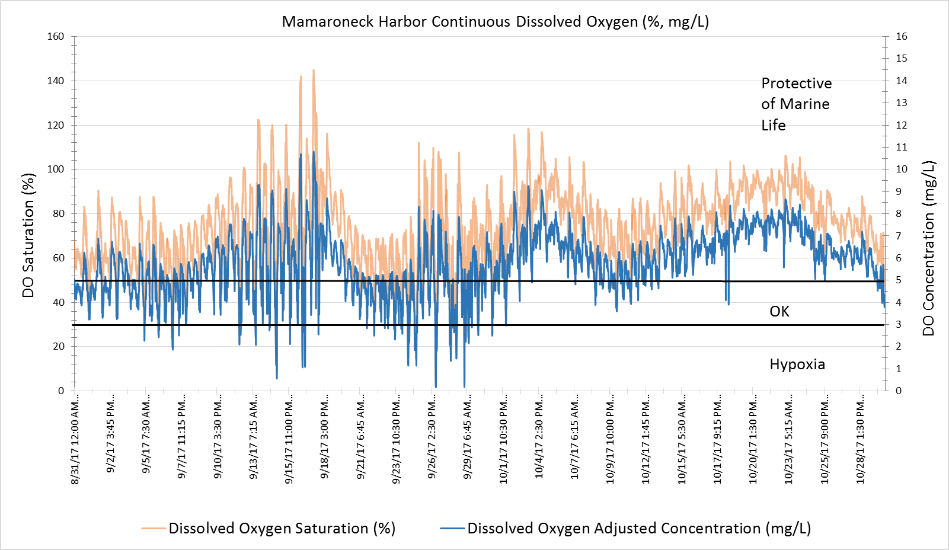 Mamaroneck Harbor Continuous Dissolved Oxygen (%, mg/L)
DO Saturation (%)
160
140
120
100
80
60
40
20
0
16
15
14
13
12
11
10
9
8
7
6
5
4
3
2
1
0
DO Concentration (mg/L)
Protective
of Marine
Life
OK
Hypoxia
8/31/17 12:00 AM
9/2/17 3:45 PM...
9/5/17 7:30 AM...
9/7/17 11:15 PM...
9/10/17 3:30 PM...
9/13/17 7:15 AM...
9/15/17 11:00 PM...
9/18/17 3:00 PM...
9/21/17 6:45 AM...
9/23/17 10:30 PM...
9/26/17 2:30 PM...
9/29/17 6:45 AM...
10/1/17 10:30 PM...
10/4/17 2:30 PM...
10/7/17 6:15 AM...
10/9/17 10:00 PM...
10/12/17 1:45 PM...
10/15/17 5:30 AM...
10/17/17 9:15 PM...
10/20/17 1:30 PM...
10/23/17 5:15 AM...
10/25/17 9:00 PM...
10/28/17 1:30 PM...
Dissolved Oxygen Saturation (%)
Dissolved Oxygen Adjusted Concentration (mg/L)